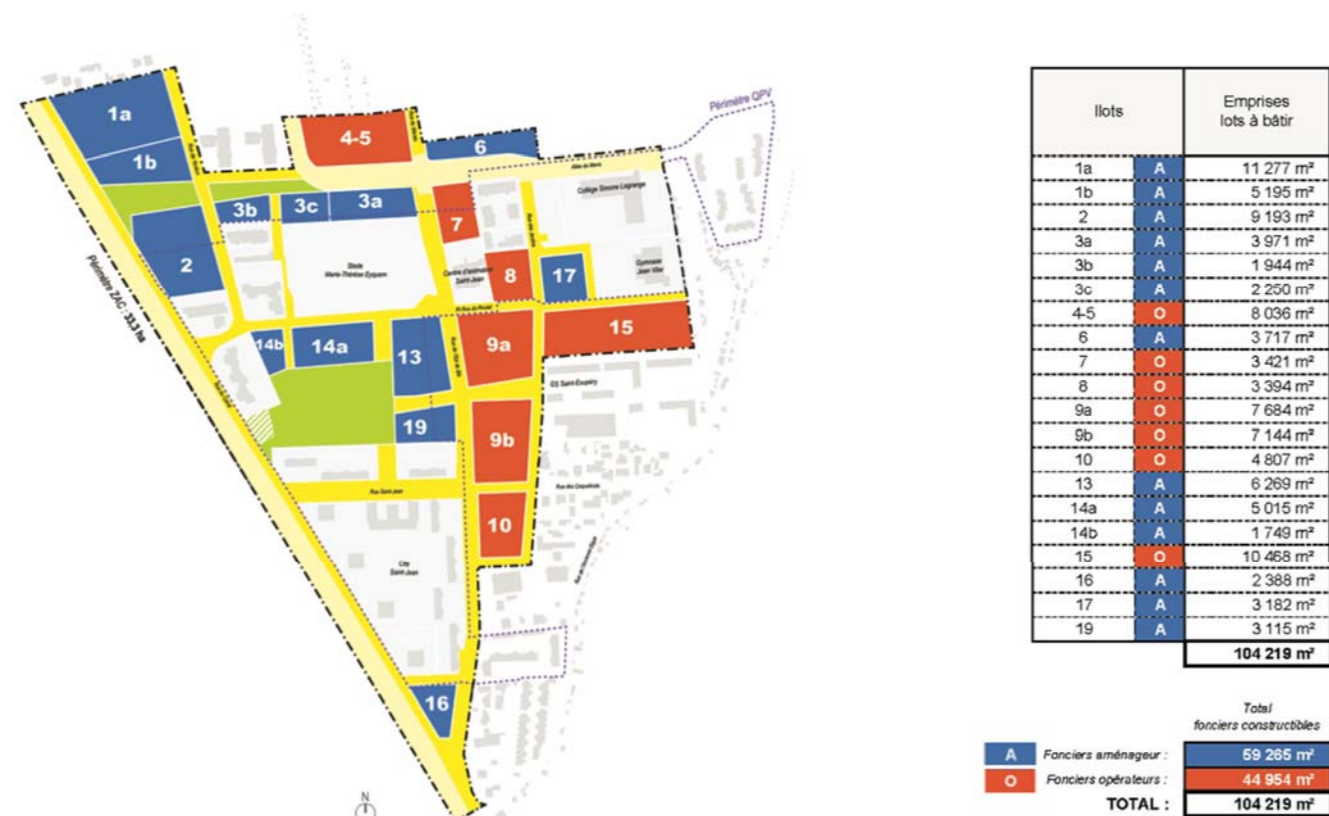 1a
1b
2
3b
3c
3a
4-5
6
7
8
17
15
14b
14a
13
9a
19
9b
10
16
Périmètre QPV
Périmètre ZAC : 33,3 ha
Collège Simone Lagrange
Stade
Marie-Thérèse Eyquem
Centre d'animation
Saint-Jean
Gymnase
Jean Vilar
GS Saint-Exupéry
Rue Saint-Jean
Cité
Saint-Jean
N
Ilots
Emprises
lots à bâtir
1a A 11 277 m²
1b A 5 195 m²
2 A 9 193 m²
3a A 3 971 m²
3b A 1 944 m²
3c A 2 250 m²
4-5 O 8 036 m²
6 A 3 717 m²
7 O 3 421 m²
8 O 3 394 m²
9a O 7 684 m²
9b O 7 144 m²
10 O 4 807 m²
13 A 6 269 m²
14a A 5 015 m²
14b A 1 749 m²
15 O 10 468 m²
16 A 2 388 m²
17 A 3 182 m²
19 A 3 115 m²
104 219 m²
Total
fonciers constructibles
A Fonciers aménageur : 59 265 m²
O Fonciers opérateurs : 44 954 m²
TOTAL : 104 219 m²